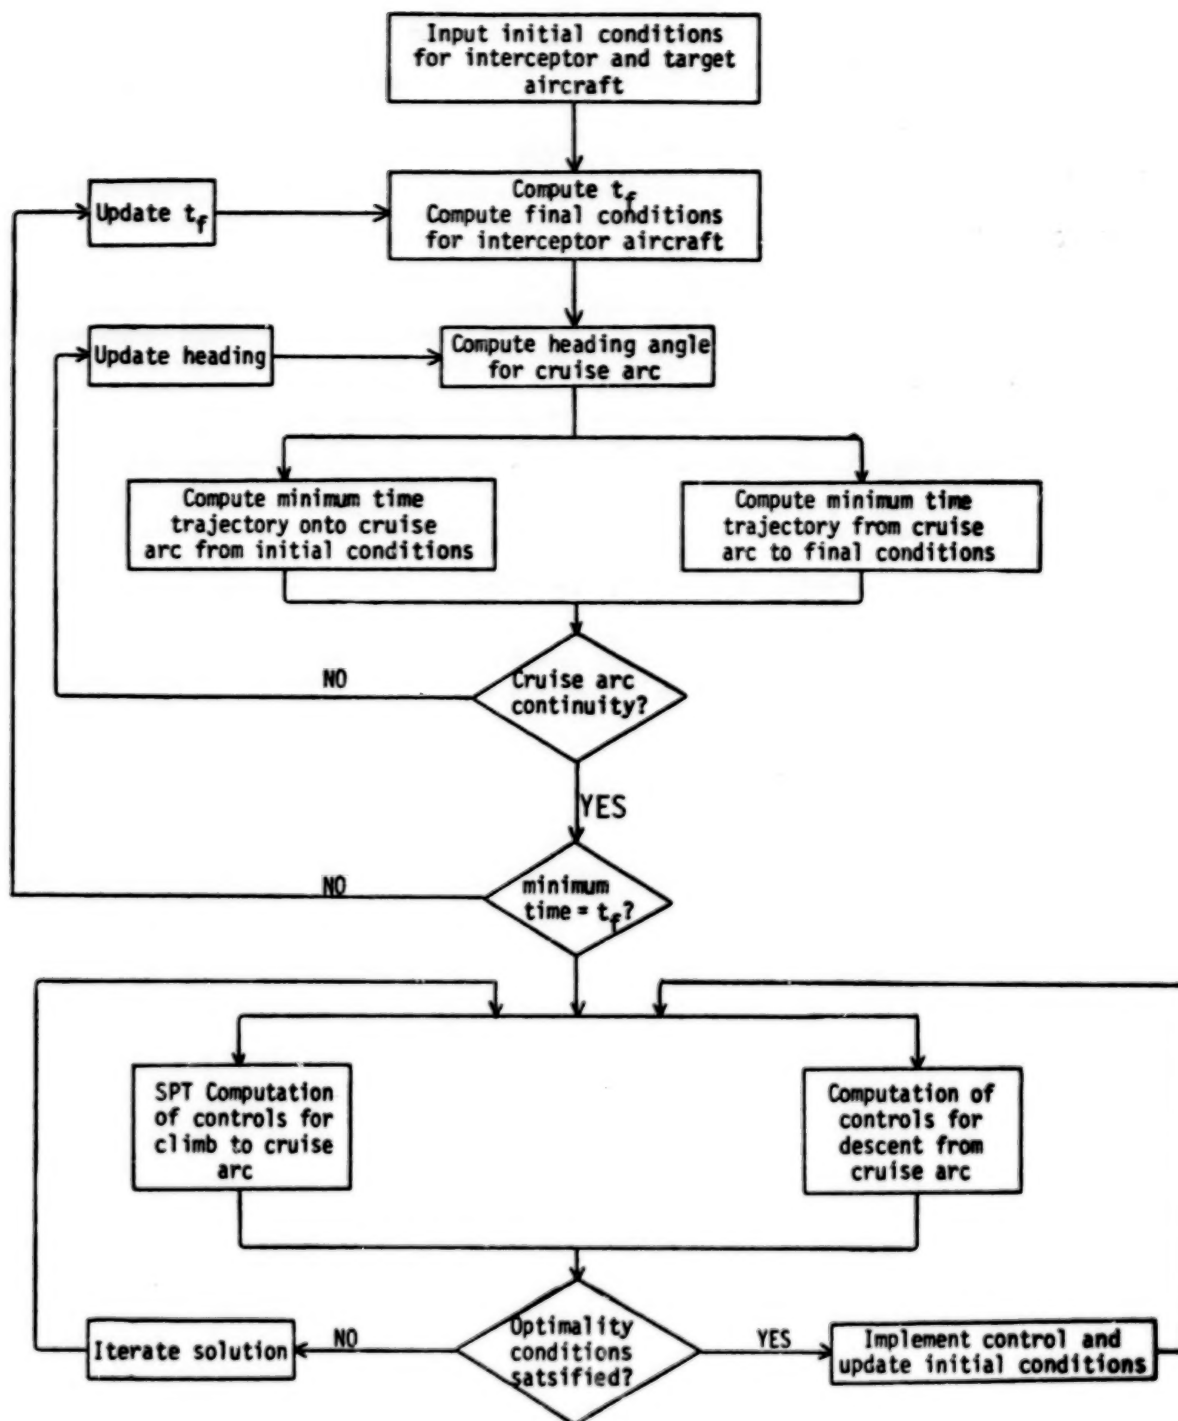 Input initial conditions
for interceptor and target
aircraft
Update t_f
Compute t_f
Compute final conditions
for interceptor aircraft
Update heading
Compute heading angle
for cruise arc
Compute minimum time
trajectory onto cruise
arc from initial conditions
Compute minimum time
trajectory from cruise
arc to final conditions
NO
Cruise arc
continuity?
YES
NO
minimum
time = t_f?
SPT Computation
of controls for
climb to cruise
arc
Computation of
controls for
descent from
cruise arc
Iterate solution
NO
Optimality
conditions
satsified?
YES
Implement control and
update initial conditions